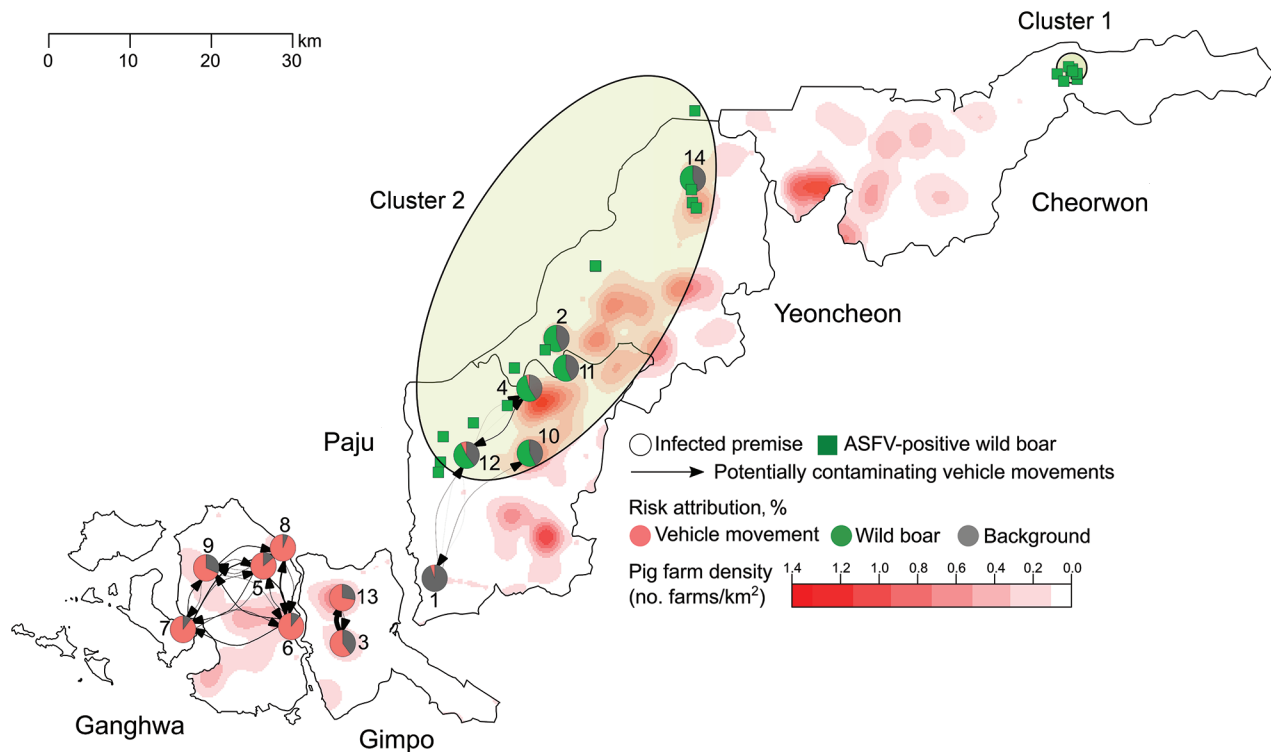 Cluster 1
km
0 10 20 30
14
Cluster 2
Cheorwon
Yeoncheon
2
11
4
10
Paju
12
Infected premise ASFV-positive wild boar
Potentially contaminating vehicle movements
Risk attribution, %
Vehicle movement Wild boar Background
Pig farm density
(no. farms/km²)
1.4 1.2 1.0 0.8 0.6 0.4 0.2 0.0
8
9
5
1
13
7
6
3
Ganghwa
Gimpo